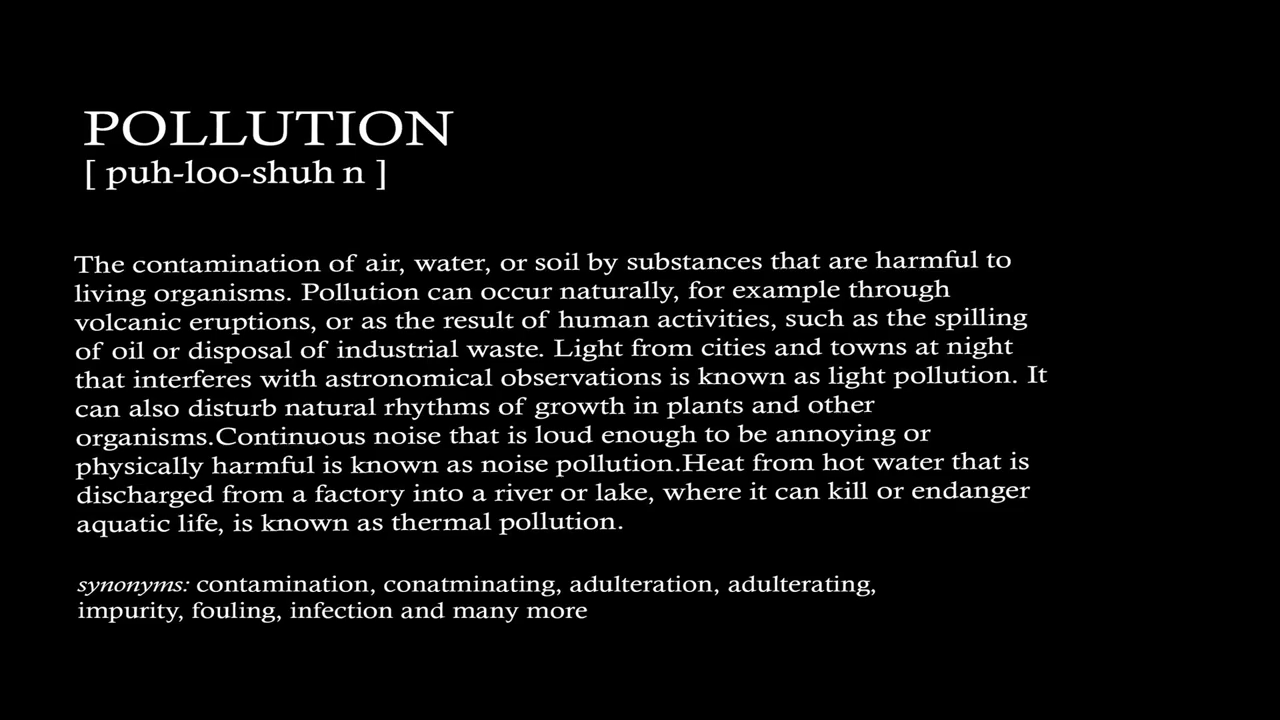 POLLUTION
[ puh-loo-shuh n ]
The contamination of air, water, or soil by substances that are harmful to
living organisms. Pollution can occur naturally, for example through
volcanic eruptions, or as the result of human activities, such as the spilling
of oil or disposal of industrial waste. Light from cities and towns at night
that interferes with astronomical observations is known as light pollution. It
can also disturb natural rhythms of growth in plants and other
organisms.Continuous noise that is loud enough to be annoying or
physically harmful is known as noise pollution.Heat from hot water that is
discharged from a factory into a river or lake, where it can kill or endanger
aquatic life, is known as thermal pollution.
synonyms: contamination, conatminating, adulteration, adulterating,
impurity, fouling, infection and many more